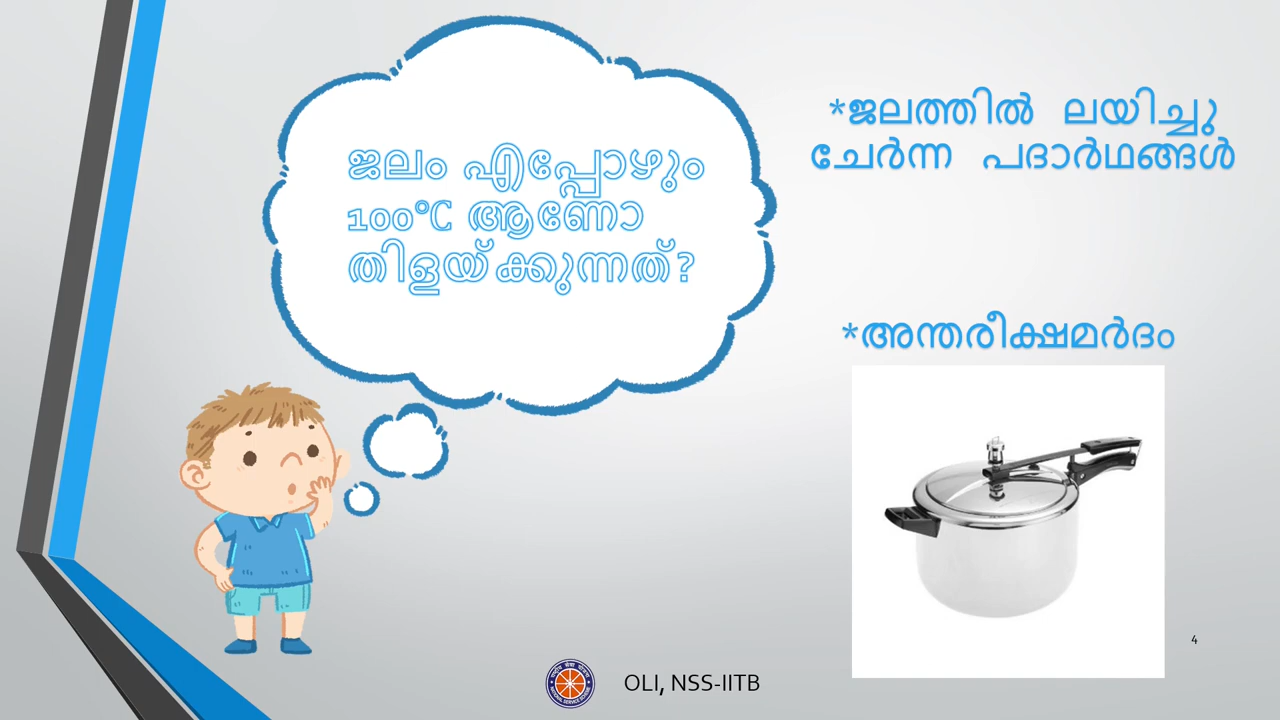 ജലം എപ്പോഴും
100°C ആണോ
തിളയ്ക്കുന്നത്?
*ജലത്തിൽ ലയിച്ചു
ചേർന്ന പദാർഥങ്ങൾ
*അന്തരീക്ഷമർദം
4
OLI, NSS-IITB